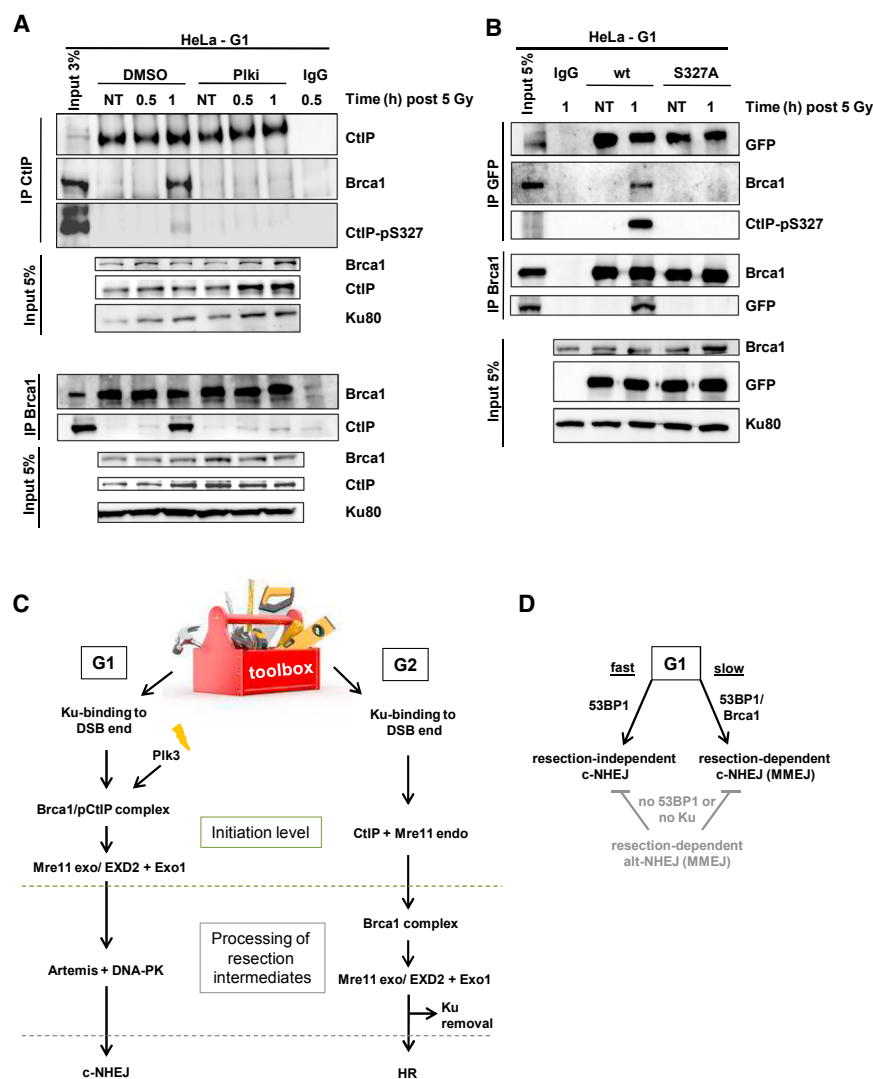 A
HeLa - G1
Input 3%
DMSO
Plki
IgG
NT
0.5
1
NT
0.5
1
0.5
Time (h) post 5 Gy
IP CtIP
CtIP
Brca1
CtIP-pS327
Input 5%
Brca1
CtIP
Ku80
IP Brca1
Brca1
CtIP
Input 5%
Brca1
CtIP
Ku80
B
HeLa - G1
Input 5%
IgG
wt
S327A
1
NT
1
NT
1
Time (h) post 5 Gy
IP GFP
GFP
Brca1
CtIP-pS327
IP Brca1
Brca1
GFP
Input 5%
Brca1
GFP
Ku80
C
toolbox
G1
Ku-binding to
DSB end
Plk3
Brca1/pCtIP complex
Mre11 exo/ EXD2 + Exo1
Artemis + DNA-PK
c-NHEJ
Initiation level
Processing of
resection
intermediates
G2
Ku-binding to
DSB end
CtIP + Mre11 endo
Brca1 complex
Mre11 exo/ EXD2 + Exo1
Ku
removal
HR
D
fast
G1
slow
53BP1
53BP1/
Brca1
resection-independent
c-NHEJ
resection-dependent
c-NHEJ (MMEJ)
no 53BP1 or
no Ku
resection-dependent
alt-NHEJ (MMEJ)